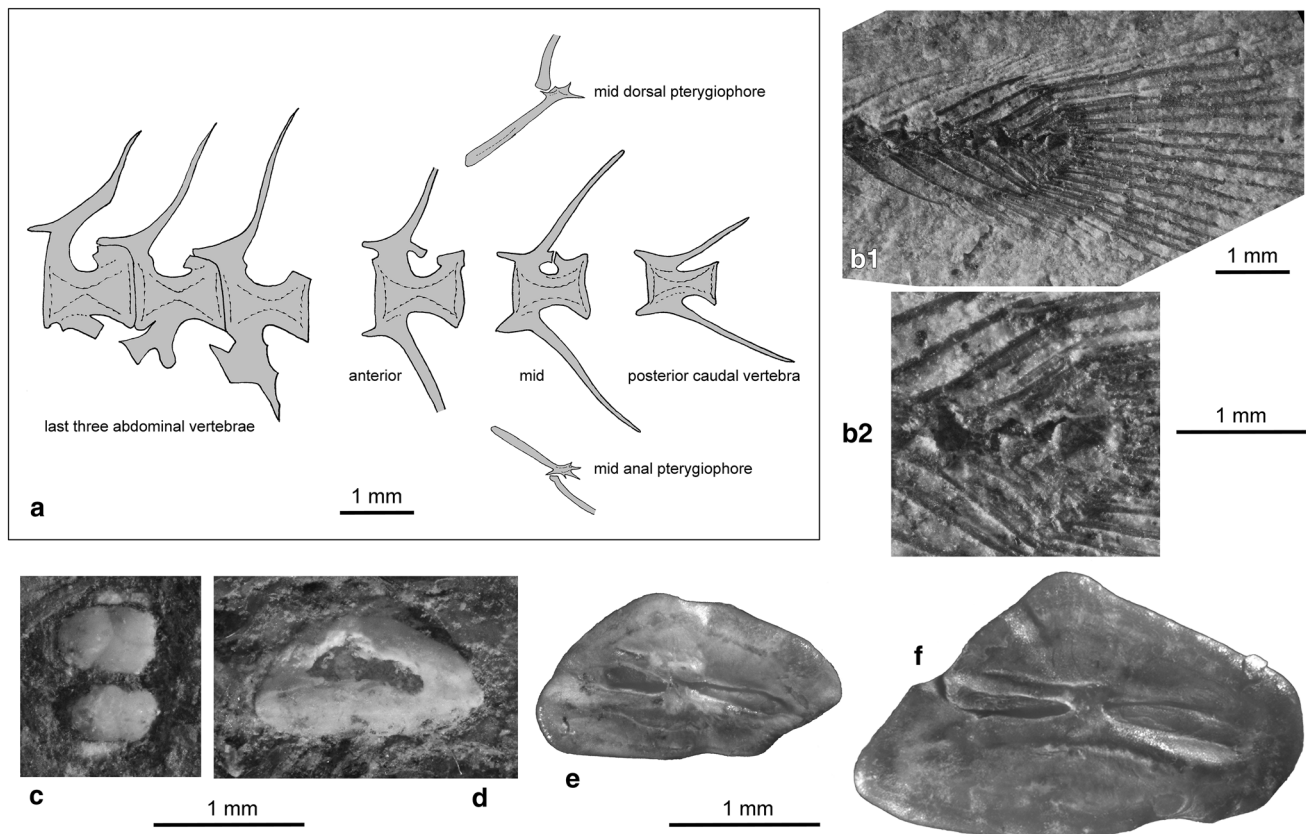 mid dorsal pterygiophore
anterior
mid
posterior caudal vertebra
last three abdominal vertebrae
mid anal pterygiophore
1 mm
a
b1
1 mm
b2
1 mm
c
d
1 mm
e
1 mm
f